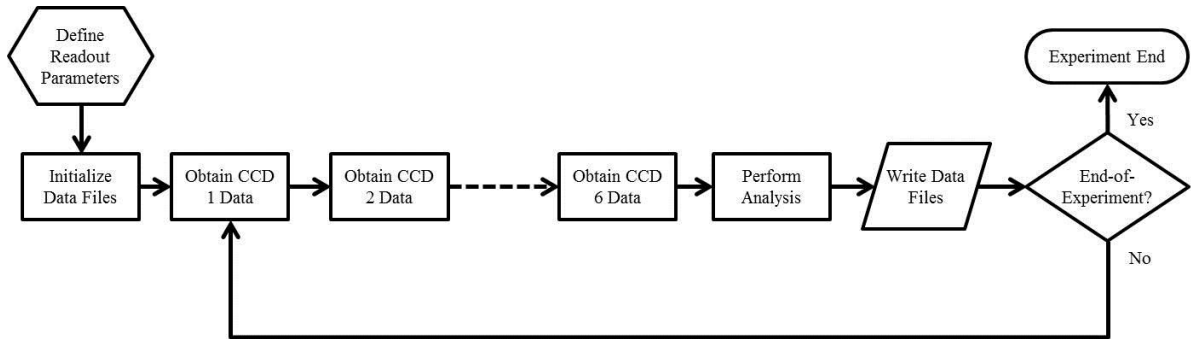 Define
Readout
Parameters
Initialize
Data Files
Obtain CCD
1 Data
Obtain CCD
2 Data
Obtain CCD
6 Data
Perform
Analysis
Write Data
Files
End-of-
Experiment?
Yes
Experiment End
No